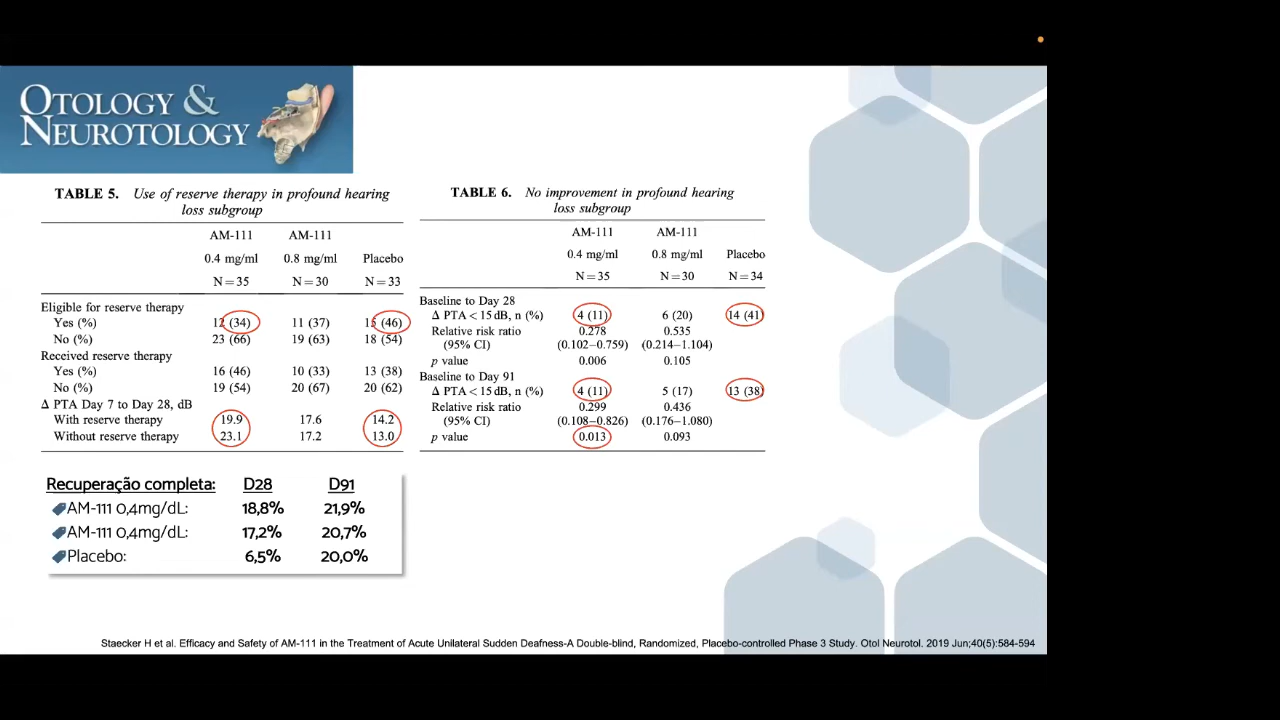 OTOLOGY &
NEUROTOLOGY
TABLE 5. Use of reserve therapy in profound hearing
loss subgroup
AM-111 AM-111
0.4 mg/ml 0.8 mg/ml Placebo
N = 35 N = 30 N = 33
Eligible for reserve therapy
Yes (%) 12 (34) 11 (37) 15 (46)
No (%) 23 (66) 19 (63) 18 (54)
Received reserve therapy
Yes (%) 16 (46) 10 (33) 13 (38)
No (%) 19 (54) 20 (67) 20 (62)
Δ PTA Day 7 to Day 28, dB
With reserve therapy 19.9 17.6 14.2
Without reserve therapy 23.1 17.2 13.0
TABLE 6. No improvement in profound hearing
loss subgroup
AM-111 AM-111
0.4 mg/ml 0.8 mg/ml Placebo
N = 35 N = 30 N = 34
Baseline to Day 28
Δ PTA < 15 dB, n (%) 4 (11) 6 (20) 14 (41)
Relative risk ratio 0.278 0.535
(95% CI) (0.102–0.759) (0.214–1.104)
p value 0.006 0.105
Baseline to Day 91
Δ PTA < 15 dB, n (%) 4 (11) 5 (17) 13 (38)
Relative risk ratio 0.299 0.436
(95% CI) (0.108–0.826) (0.176–1.080)
p value 0.013 0.093
Recuperação completa: D28 D91
AM-111 0,4mg/dL: 18,8% 21,9%
AM-111 0,4mg/dL: 17,2% 20,7%
Placebo: 6,5% 20,0%
Staecker H et al. Efficacy and Safety of AM-111 in the Treatment of Acute Unilateral Sudden Deafness-A Double-blind, Randomized, Placebo-controlled Phase 3 Study. Otol Neurotol. 2019 Jun;40(5):584-594